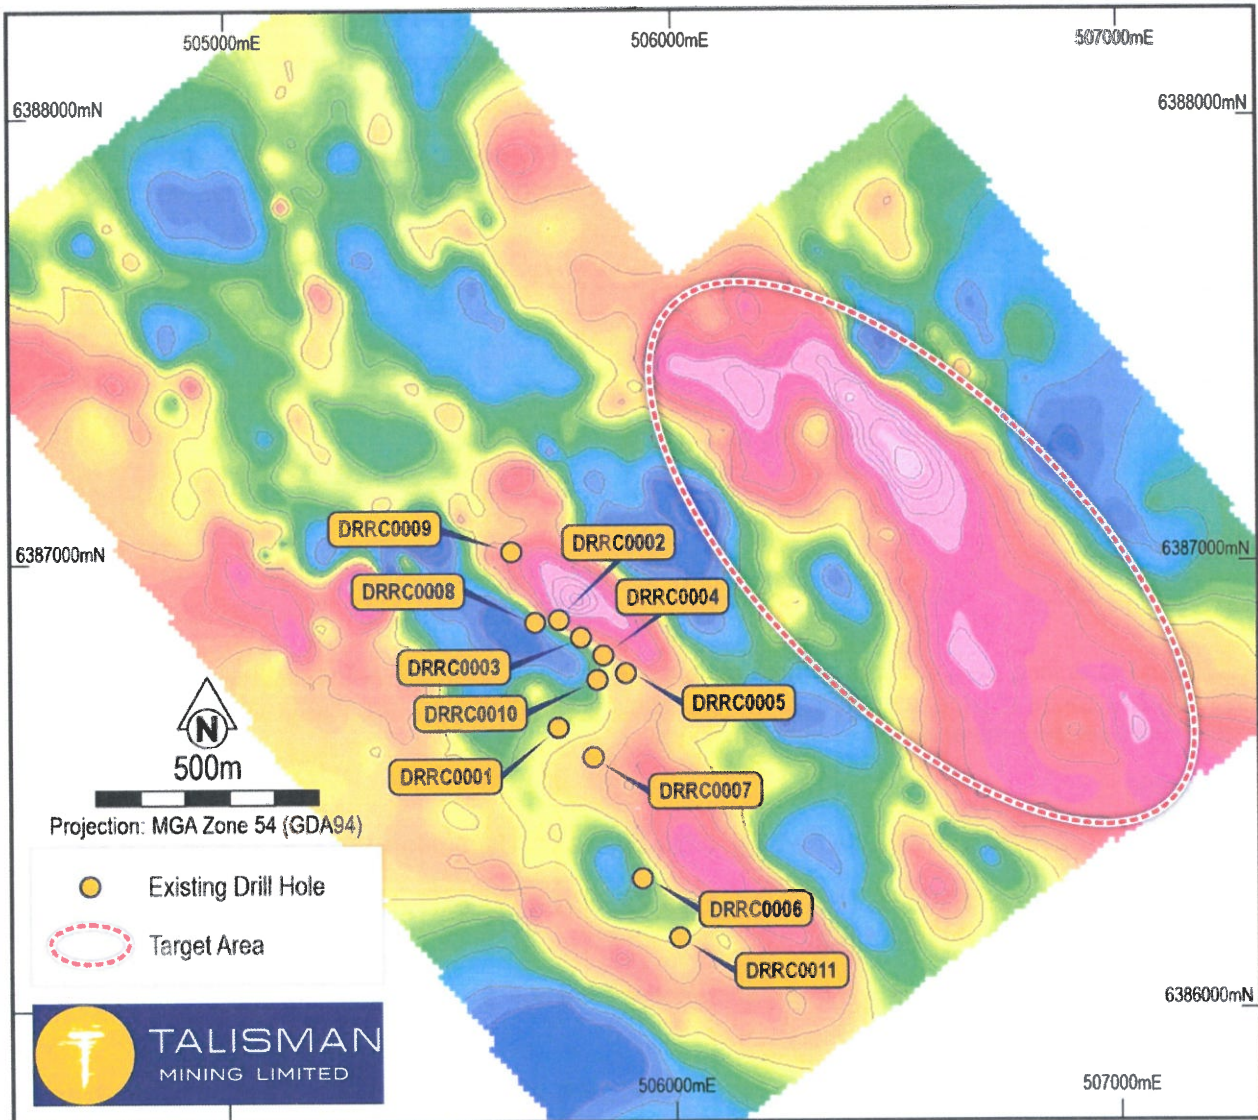 505000mE
506000mE
507000mE
6388000mN
6388000mN
DRRC0009
DRRC0002
6387000mN
6387000mN
DRRC0008
DRRC0004
DRRC0003
DRRC0005
DRRC0010
N
500m
DRRC0001
DRRC0007
Projection: MGA Zone 54 (GDA94)
Existing Drill Hole
DRRC0006
Target Area
DRRC0011
6386000mN
TALISMAN
MINING LIMITED
506000mE
507000mE